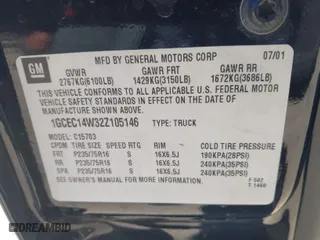 GM
MFD BY GENERAL MOTORS CORP 07/01
GVWR GAWR FRT GAWR RR
2767KG(6100LB) 1429KG(3150LB) 1672KG(3686LB)
THIS VEHICLE CONFORMS TO ALL APPLICABLE U.S. FEDERAL
MOTOR VEHICLE SAFETY STANDARDS IN EFFECT ON THE DATE
OF MANUFACTURE SHOWN ABOVE.
1GCEC14W32Z105146 TYPE: TRUCK
MODEL: C15703
CPDM TIRE SIZE SPEED RTG RIM COLD TIRE PRESSURE
FRT P235/75R16 S 16X6.5J 190KPA(28PSI)
RR P235/75R16 S 16X6.5J 240KPA(35PSI)
SPA P235/75R16 S 16X6.5J 240KPA(35PSI)
SEE OWNER'S MANUAL FOR MORE INFORMATION.